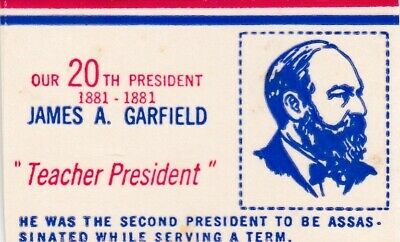 OUR 20TH PRESIDENT
1881-1881
JAMES A. GARFIELD
"Teacher President"
HE WAS THE SECOND PRESIDENT TO BE ASSAS-
SINATED WHILE SERVING A TERM.